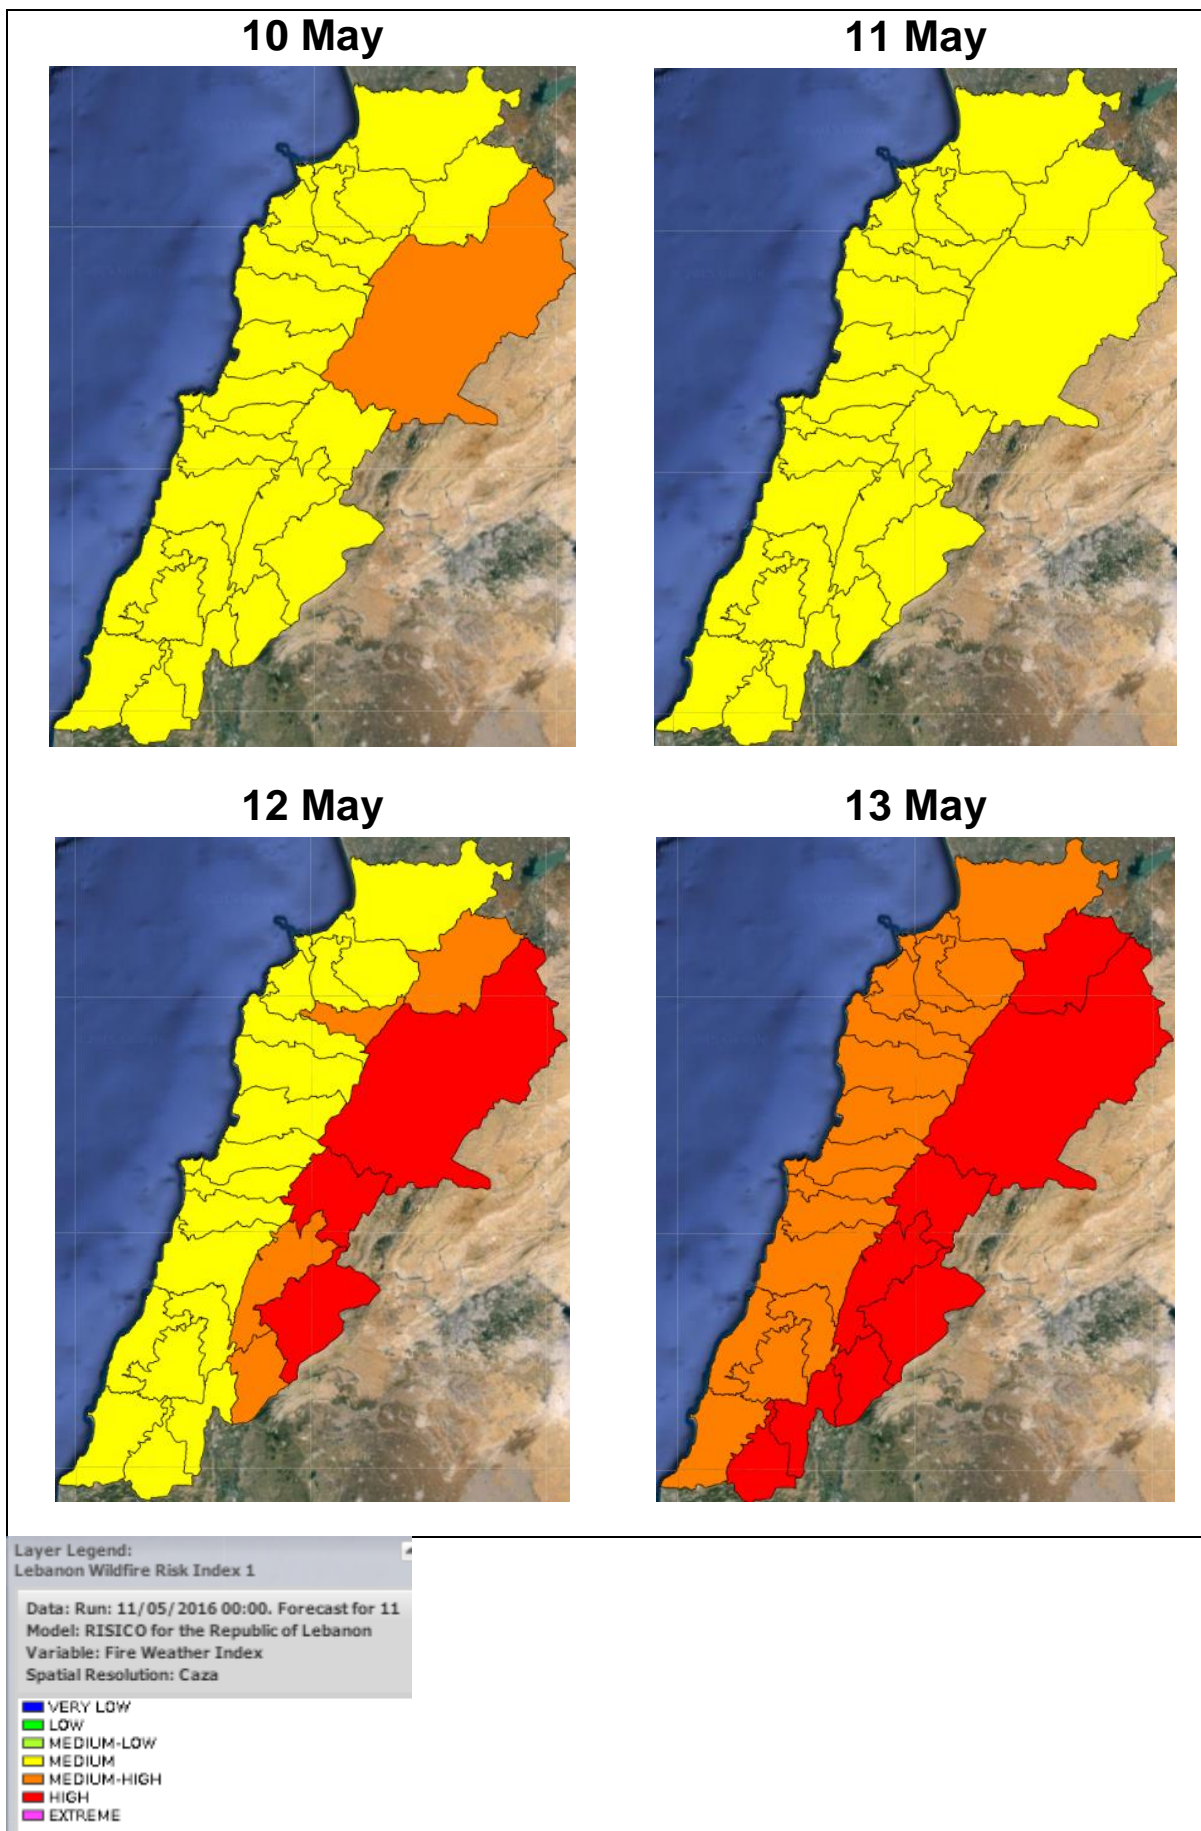 10 May
11 May
12 May
13 May
Layer Legend:
Lebanon Wildfire Risk Index 1
Data: Run: 11/05/2016 00:00. Forecast for 11
Model: RISICO for the Republic of Lebanon
Variable: Fire Weather Index
Spatial Resolution: Caza
VERY LOW
LOW
MEDIUM-LOW
MEDIUM
MEDIUM-HIGH
HIGH
EXTREME